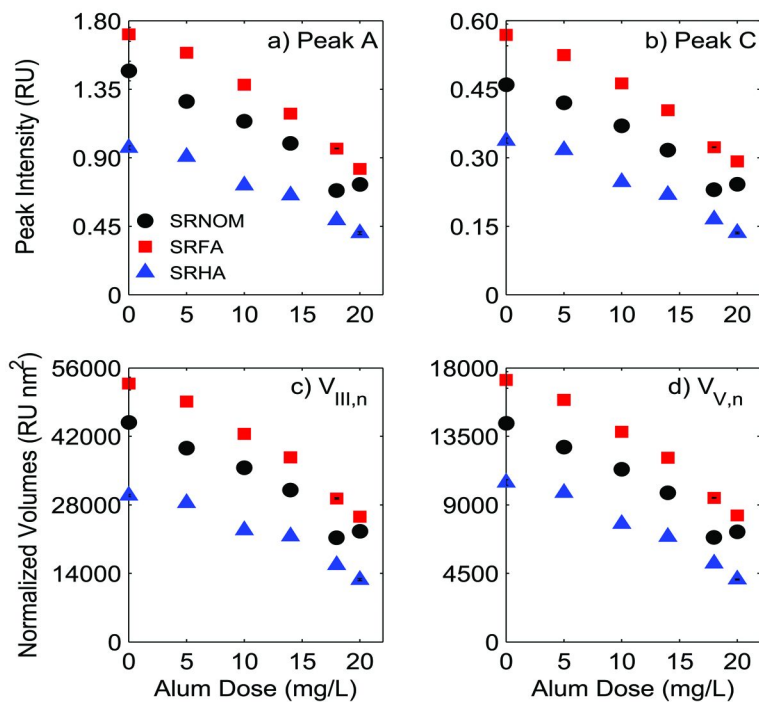 Peak Intensity (RU)
1.80
1.35
0.90
0.45
0
a) Peak A
SRNOM
SRFA
SRHA
0 5 10 15 20
0.60
0.45
0.30
0.15
0
b) Peak C
0 5 10 15 20
Normalized Volumes (RU nm²)
56000
42000
28000
14000
0
c) V_III,n
0 5 10 15 20
Alum Dose (mg/L)
18000
13500
9000
4500
0
d) V_V,n
0 5 10 15 20
Alum Dose (mg/L)